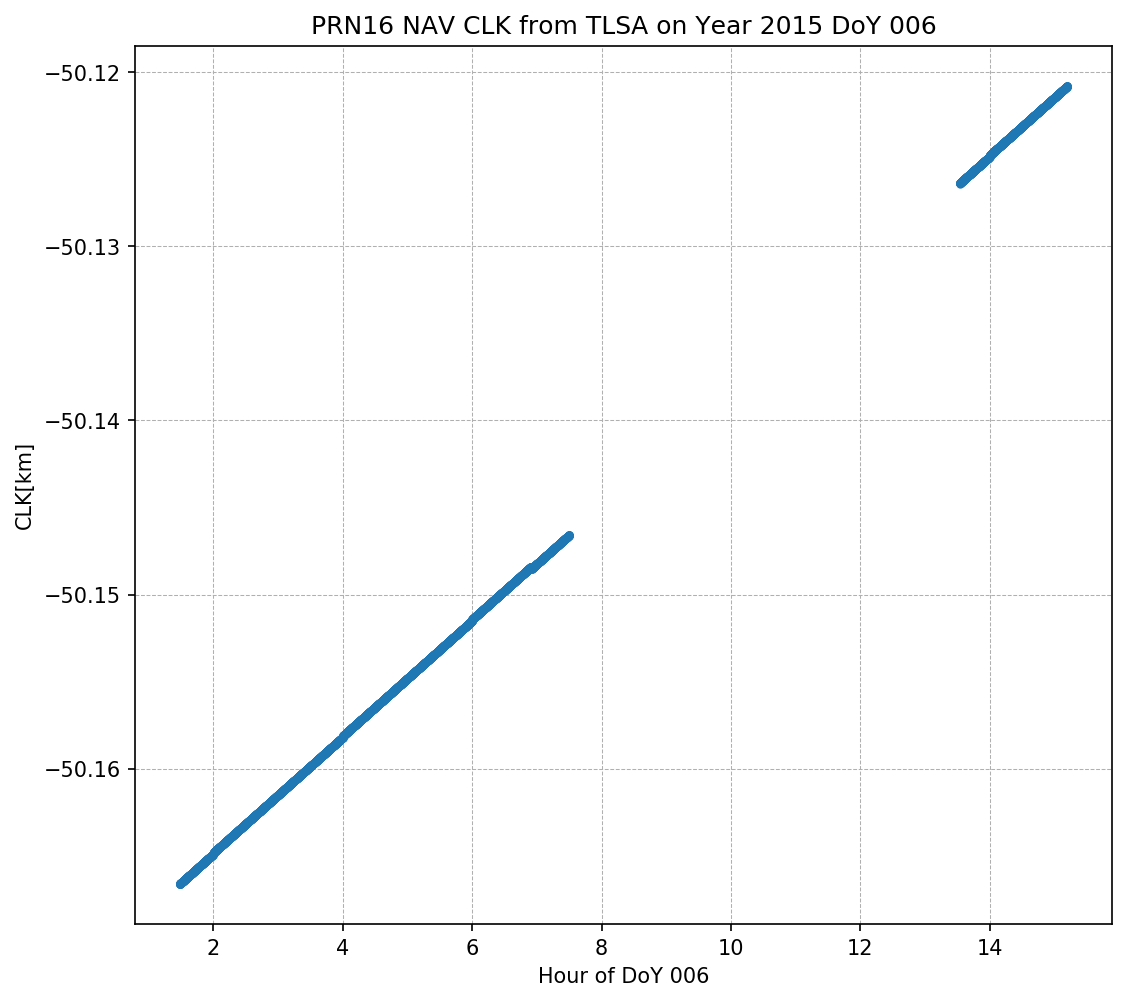 PRN16 NAV CLK from TLSA on Year 2015 DoY 006
−50.12
−50.13
−50.14
−50.15
−50.16
CLK[km]
2 4 6 8 10 12 14
Hour of DoY 006